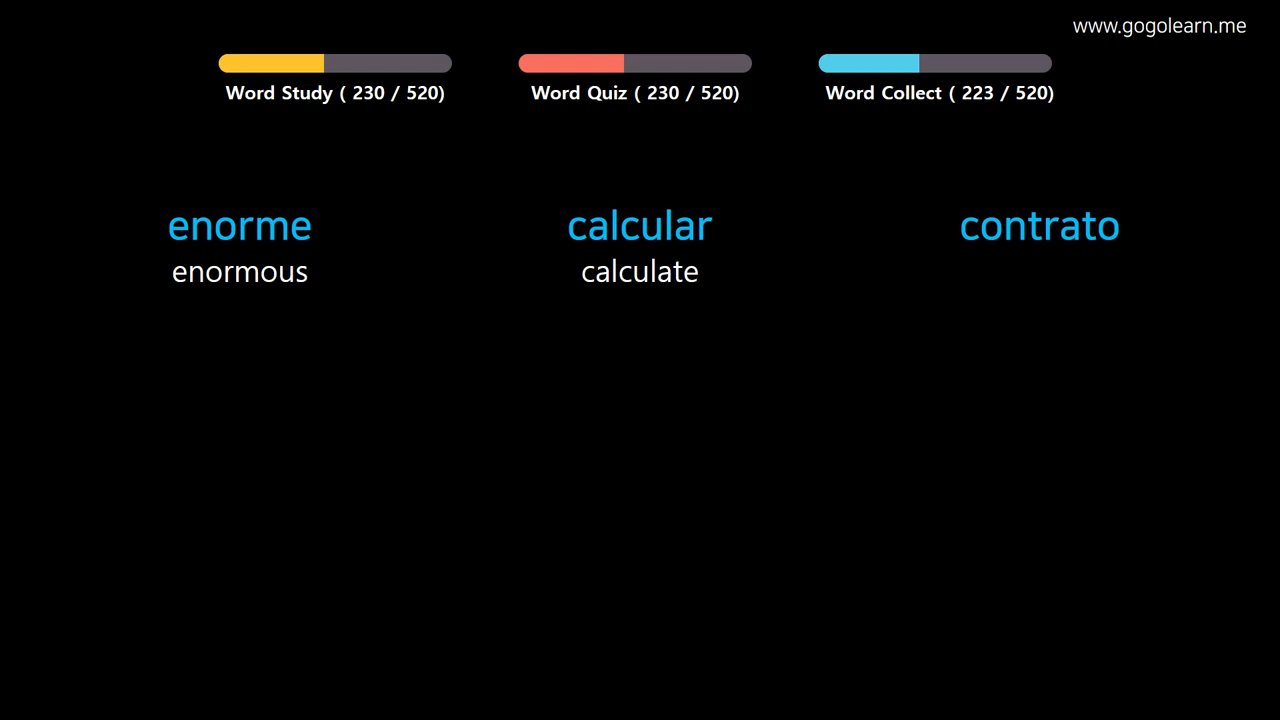 www.gogolearn.me
Word Study ( 230 / 520)
Word Quiz ( 230 / 520)
Word Collect ( 223 / 520)
enorme
enormous
calcular
calculate
contrato